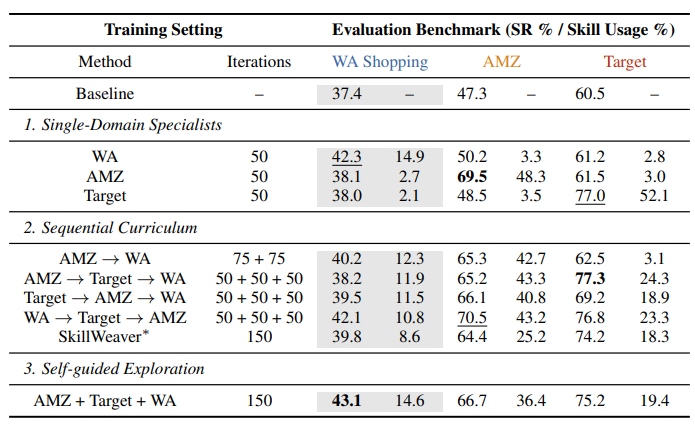 Training Setting Evaluation Benchmark (SR % / Skill Usage %)
Method Iterations WA Shopping AMZ Target
Baseline – 37.4 – 47.3 – 60.5 –
1. Single-Domain Specialists
WA 50 42.3 14.9 50.2 3.3 61.2 2.8
AMZ 50 38.1 2.7 69.5 48.3 61.5 3.0
Target 50 38.0 2.1 48.5 3.5 77.0 52.1
2. Sequential Curriculum
AMZ → WA 75 + 75 40.2 12.3 65.3 42.7 62.5 3.1
AMZ → Target → WA 50 + 50 + 50 38.2 11.9 65.2 43.3 77.3 24.3
Target → AMZ → WA 50 + 50 + 50 39.5 11.5 66.1 40.8 69.2 18.9
WA → Target → AMZ 50 + 50 + 50 42.1 10.8 70.5 43.2 76.8 23.3
SkillWeaver* 150 39.8 8.6 64.4 25.2 74.2 18.3
3. Self-guided Exploration
AMZ + Target + WA 150 43.1 14.6 66.7 36.4 75.2 19.4